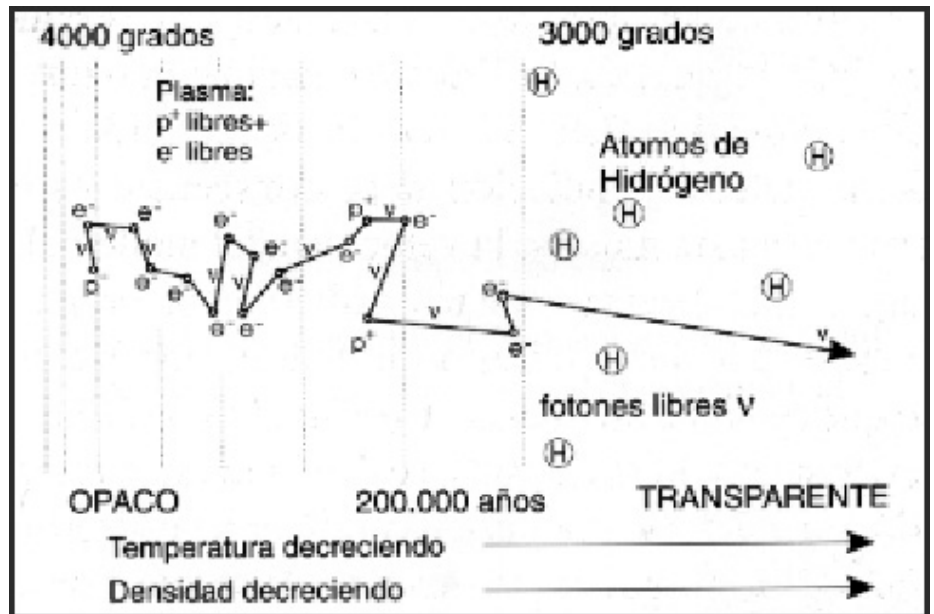 4000 grados
3000 grados
Plasma:
p⁺ libres+
e⁻ libres
Atomos de
Hidrógeno
H
H
H
H
H
H
H
e⁻
e⁻
ν
ν
ν
p⁻
e⁻
e⁻
e⁻
ν
e⁻
ν
e⁻
e⁻
e⁻
ν
e⁻
p⁺
e⁻
ν
p⁺
ν
e⁻
e⁻
ν
fotones libres ν
OPACO
200.000 años
TRANSPARENTE
Temperatura decreciendo
Densidad decreciendo